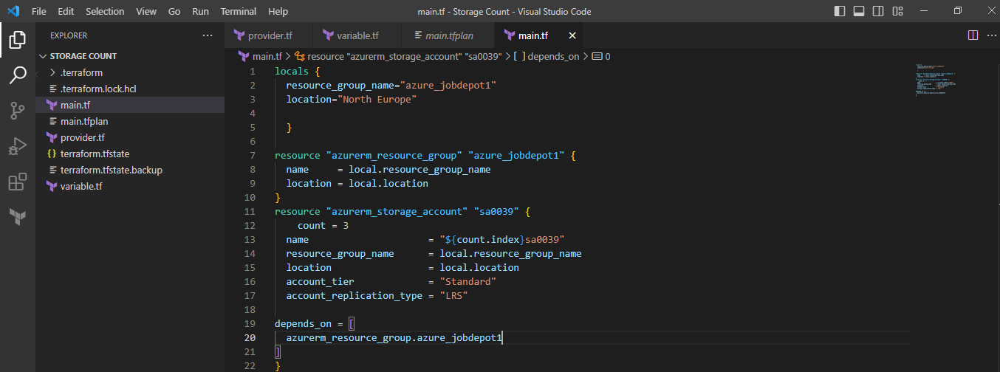 File Edit Selection View Go Run Terminal Help main.tf - Storage Count - Visual Studio Code
EXPLORER
STORAGE COUNT
.terraform
.terraform.lock.hcl
main.tf
main.tfplan
provider.tf
terraform.tfstate
terraform.tfstate.backup
variable.tf
provider.tf variable.tf main.tfplan main.tf
main.tf > resource "azurerm_storage_account" "sa0039" > [ ] depends_on > 0
1 locals {
2   resource_group_name="azure_jobdepot1"
3   location="North Europe"
4
5   }
6
7 resource "azurerm_resource_group" "azure_jobdepot1" {
8   name     = local.resource_group_name
9   location = local.location
10 }
11 resource "azurerm_storage_account" "sa0039" {
12     count = 3
13   name                     = "${count.index}sa0039"
14   resource_group_name      = local.resource_group_name
15   location                 = local.location
16   account_tier             = "Standard"
17   account_replication_type = "LRS"
18
19 depends_on = [
20   azurerm_resource_group.azure_jobdepot1
21 ]
22 }